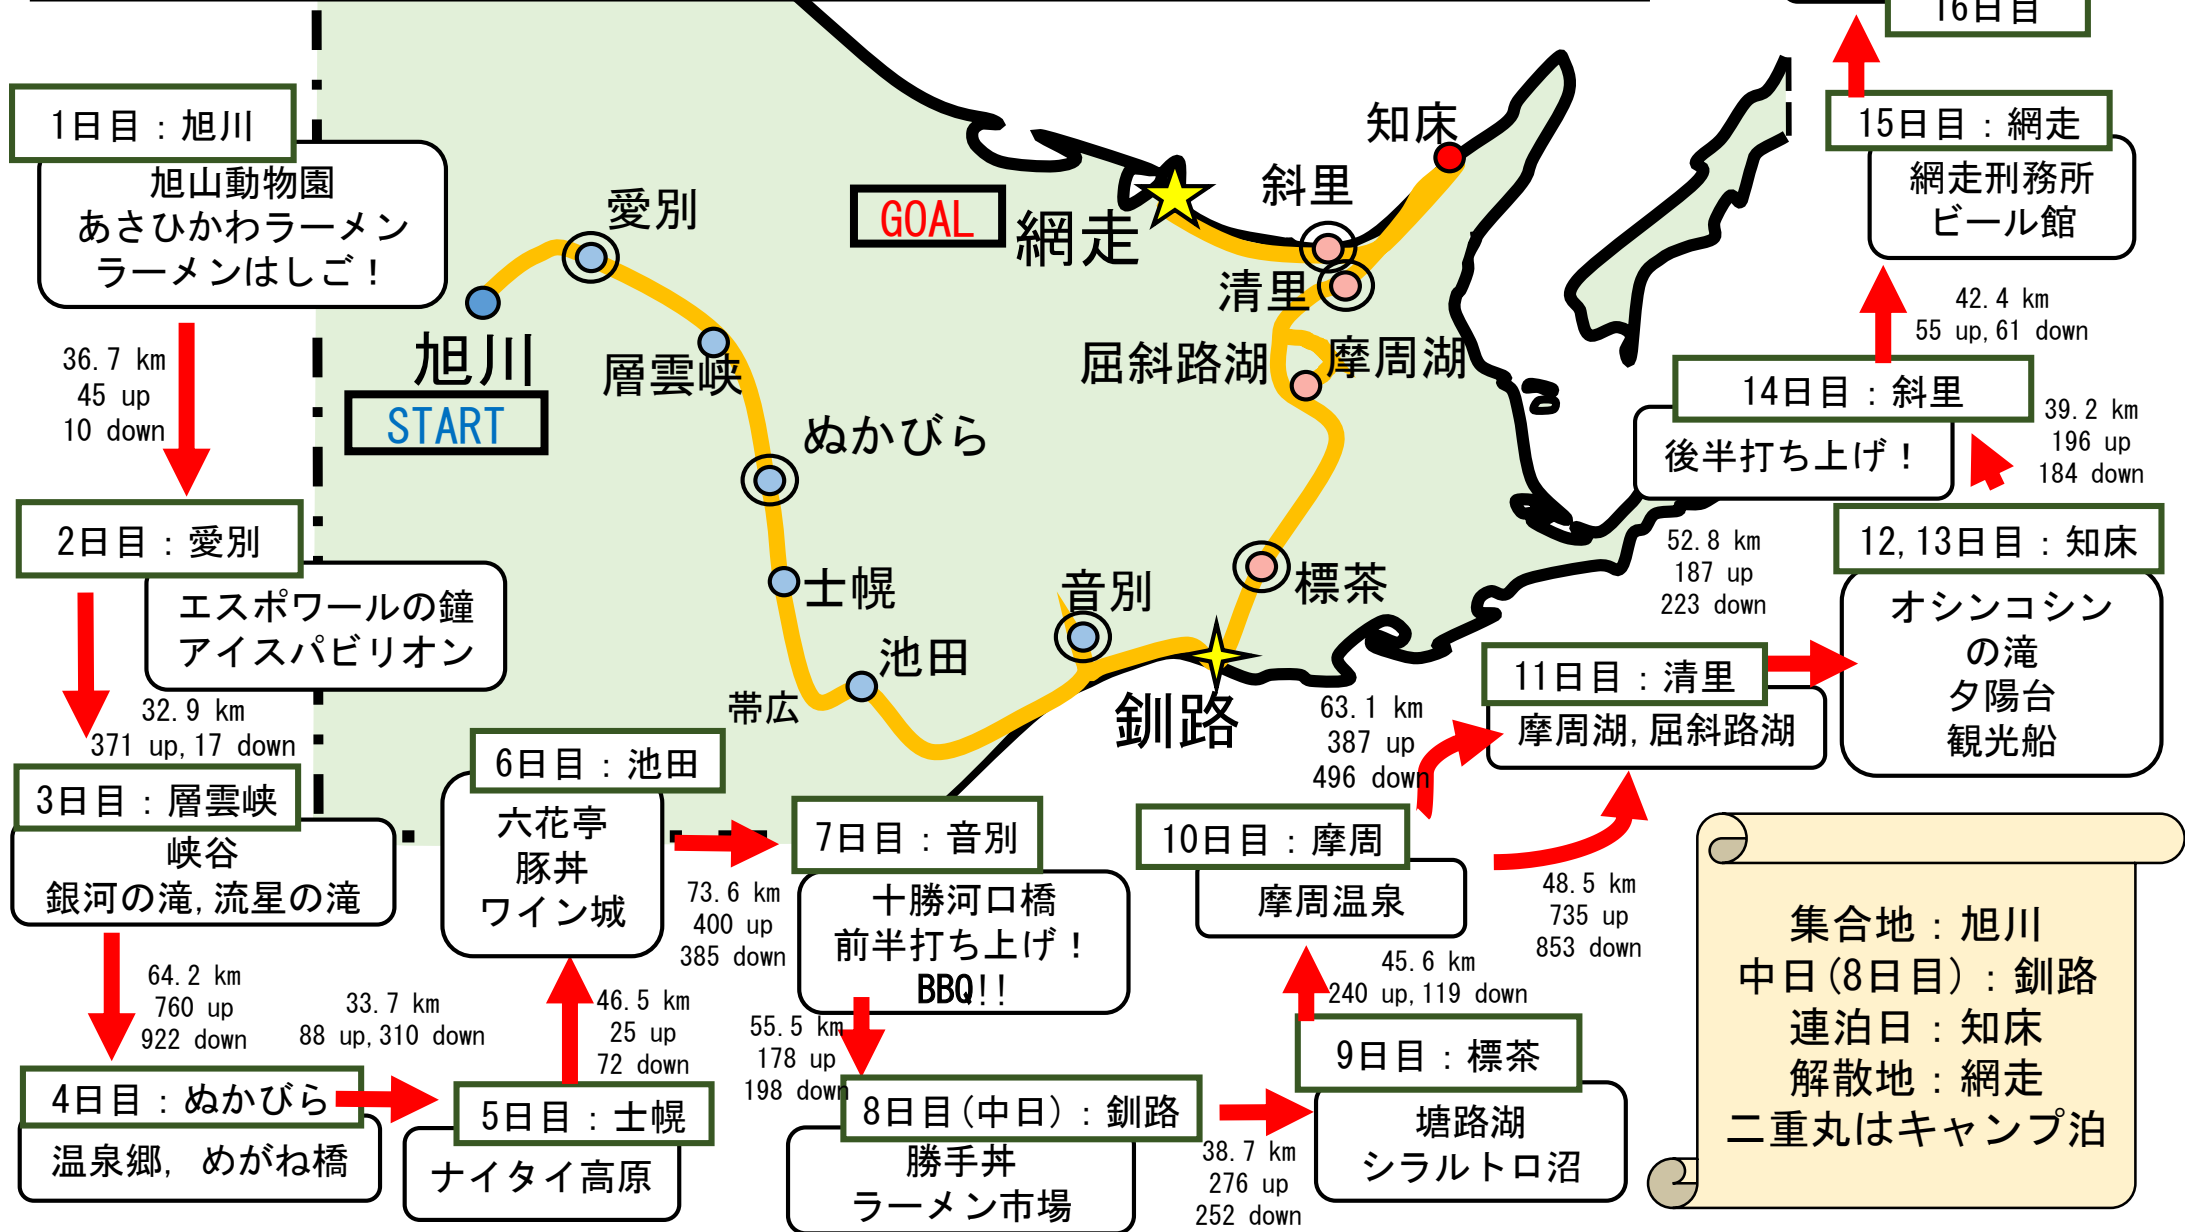 16日目
1日目：旭川
旭山動物園
あさひかわラーメン
ラーメンはしご！
36.7 km
45 up
10 down
2日目：愛別
エスポワールの鐘
アイスパビリオン
32.9 km
371 up,17 down
3日目：層雲峡
峡谷
銀河の滝,流星の滝
64.2 km
760 up
922 down
4日目：ぬかびら
温泉郷, めがね橋
33.7 km
88 up,310 down
5日目：士幌
ナイタイ高原
46.5 km
25 up
72 down
6日目：池田
六花亭
豚丼
ワイン城
73.6 km
400 up
385 down
7日目：音別
十勝河口橋
前半打ち上げ！
BBQ!!
55.5 km
178 up
198 down
8日目(中日)：釧路
勝手丼
ラーメン市場
38.7 km
276 up
252 down
9日目：標茶
塘路湖
シラルトロ沼
45.6 km
240 up,119 down
10日目：摩周
摩周温泉
63.1 km
387 up
496 down
48.5 km
735 up
853 down
11日目：清里
摩周湖,屈斜路湖
52.8 km
187 up
223 down
12,13日目：知床
オシンコシン
の滝
夕陽台
観光船
39.2 km
196 up
184 down
14日目：斜里
後半打ち上げ！
42.4 km
55 up,61 down
15日目：網走
網走刑務所
ビール館
旭川
START
愛別
層雲峡
ぬかびら
士幌
帯広
池田
音別
釧路
標茶
屈斜路湖
摩周湖
清里
斜里
知床
網走
GOAL
集合地：旭川
中日(8日目)：釧路
連泊日：知床
解散地：網走
二重丸はキャンプ泊